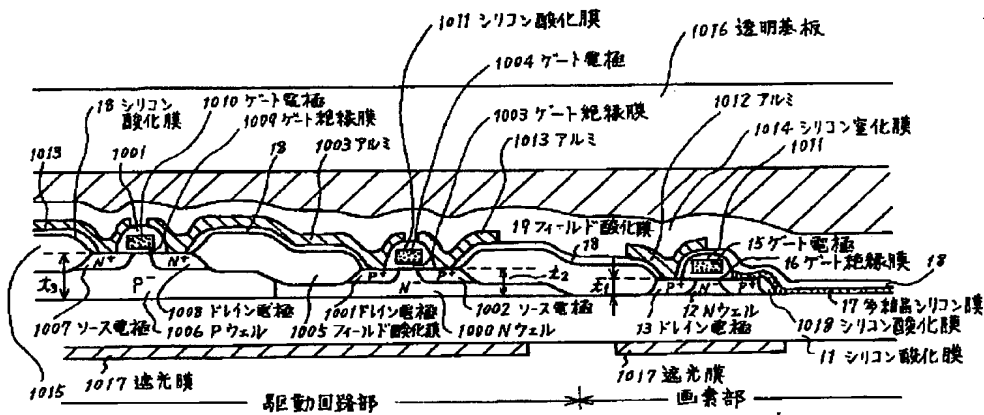 1011 シリコン酸化膜
1016 透明基板
1004 ゲート電極
1010 ゲート電極
1012 アルミ
18 シリコン酸化膜
1009 ゲート絶縁膜
1003 ゲート絶縁膜
1014 シリコン窒化膜
1013
1001
18
1003 アルミ
1013 アルミ
1011
19 フィールド酸化膜
18
15 ゲート電極
16 ゲート絶縁膜
18
N+
N+
P+
P+
P+
P+
t3
P-
N
t2
t1
N
17 多結晶シリコン膜
1008 ドレイン電極
1001 ドレイン電極
1002 ソース電極
12 Nウェル
1018 シリコン酸化膜
1007 ソース電極
1006 Pウェル
1005 フィールド酸化膜
1000 Nウェル
13 ドレイン電極
11 シリコン酸化膜
1015
1017 遮光膜
1017 遮光膜
駆動回路部
画素部